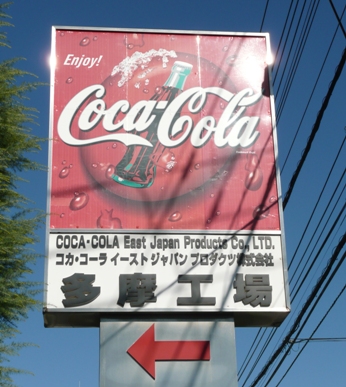 Enjoy!
Coca-Cola
COCA-COLA East Japan Products Co., LTD.
コカ・コーラ イースト ジャパン プロダクツ株式会社
多摩工場